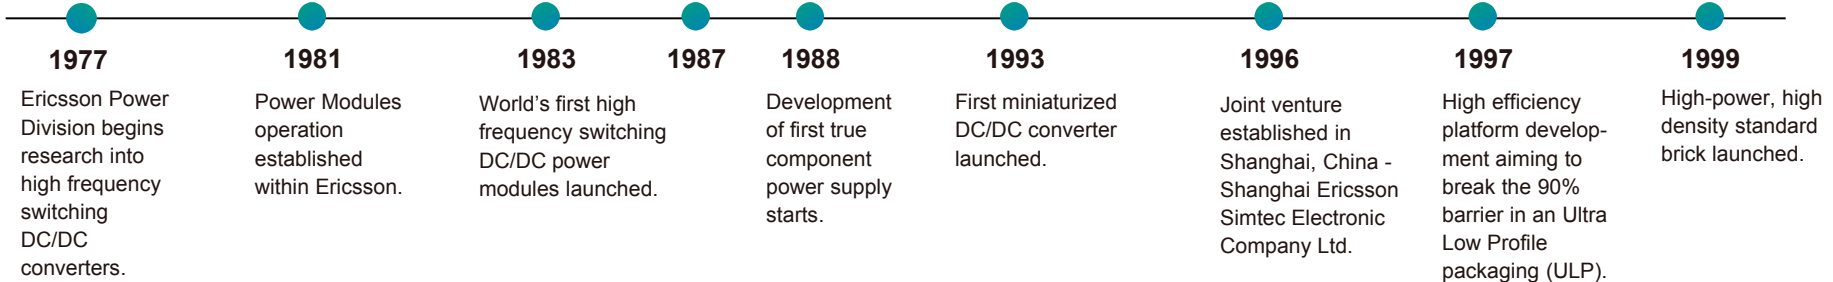 1977
Ericsson Power
Division begins
research into
high frequency
switching
DC/DC
converters.
1981
Power Modules
operation
established
within Ericsson.
1983
World’s first high
frequency switching
DC/DC power
modules launched.
1987
1988
Development
of first true
component
power supply
starts.
1993
First miniaturized
DC/DC converter
launched.
1996
Joint venture
established in
Shanghai, China -
Shanghai Ericsson
Simtec Electronic
Company Ltd.
1997
High efficiency
platform develop-
ment aiming to
break the 90%
barrier in an Ultra
Low Profile
packaging (ULP).
1999
High-power, high
density standard
brick launched.